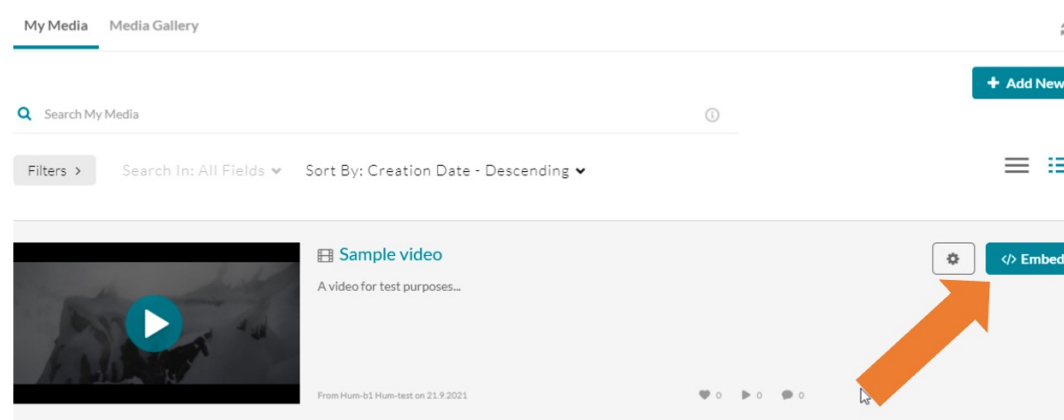 My Media Media Gallery
+ Add New
Search My Media
Filters > Search In: All Fields Sort By: Creation Date - Descending
Sample video
</> Embed
A video for test purposes...
From Hum-b1 Hum-test on 21.9.2021 0 0 0